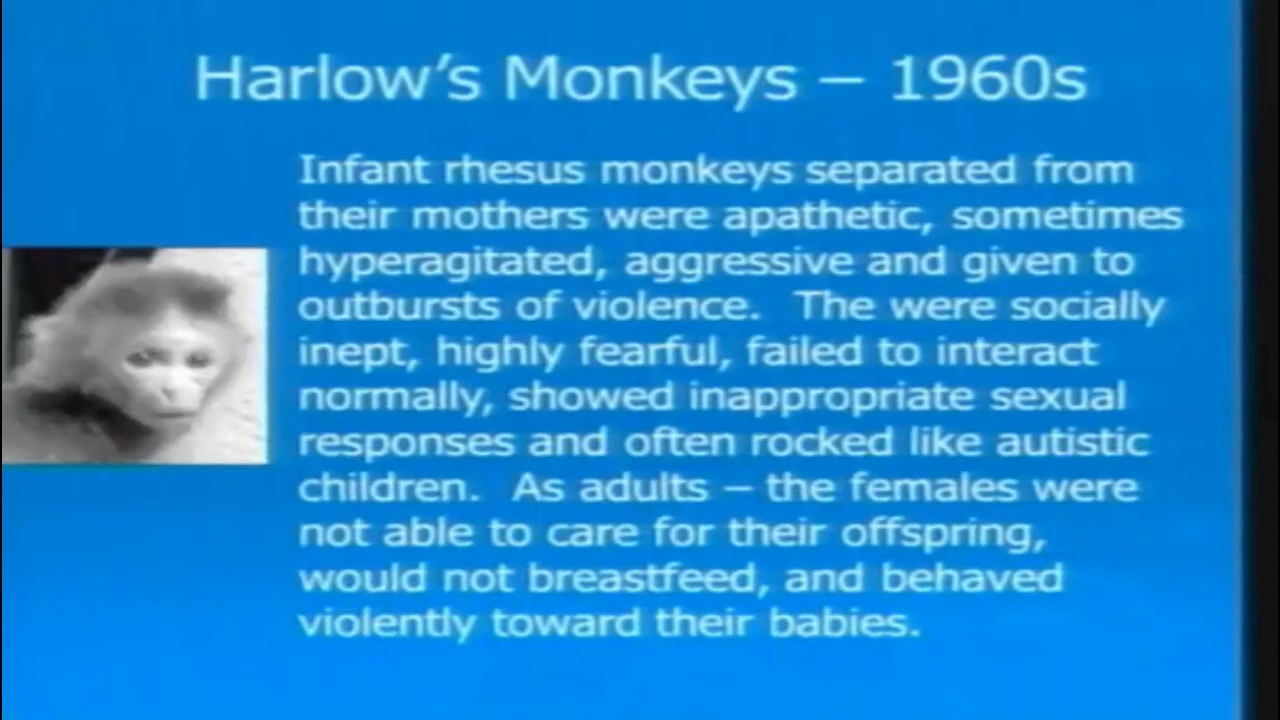 Harlow's Monkeys – 1960s
Infant rhesus monkeys separated from
their mothers were apathetic, sometimes
hyperagitated, aggressive and given to
outbursts of violence.  The were socially
inept, highly fearful, failed to interact
normally, showed inappropriate sexual
responses and often rocked like autistic
children.  As adults – the females were
not able to care for their offspring,
would not breastfeed, and behaved
violently toward their babies.